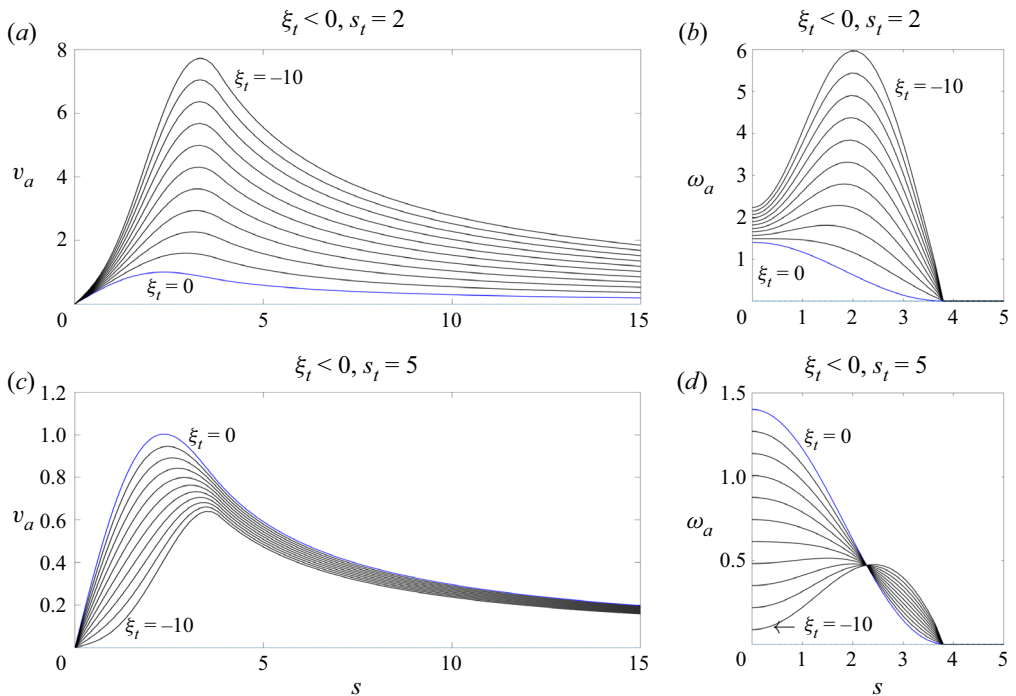 (a) ξt < 0, st = 2
8
6
va
4
2
0 5 10 15
ξt = –10
ξt = 0
(b) ξt < 0, st = 2
6
5
4
3
ωa
2
1
0 1 2 3 4 5
ξt = –10
ξt = 0
(c) ξt < 0, st = 5
1.2
1.0
0.8
va
0.6
0.4
0.2
0 5 10 15
s
ξt = 0
ξt = –10
(d) ξt < 0, st = 5
1.5
1.0
ωa
0.5
0 1 2 3 4 5
s
ξt = 0
ξt = –10